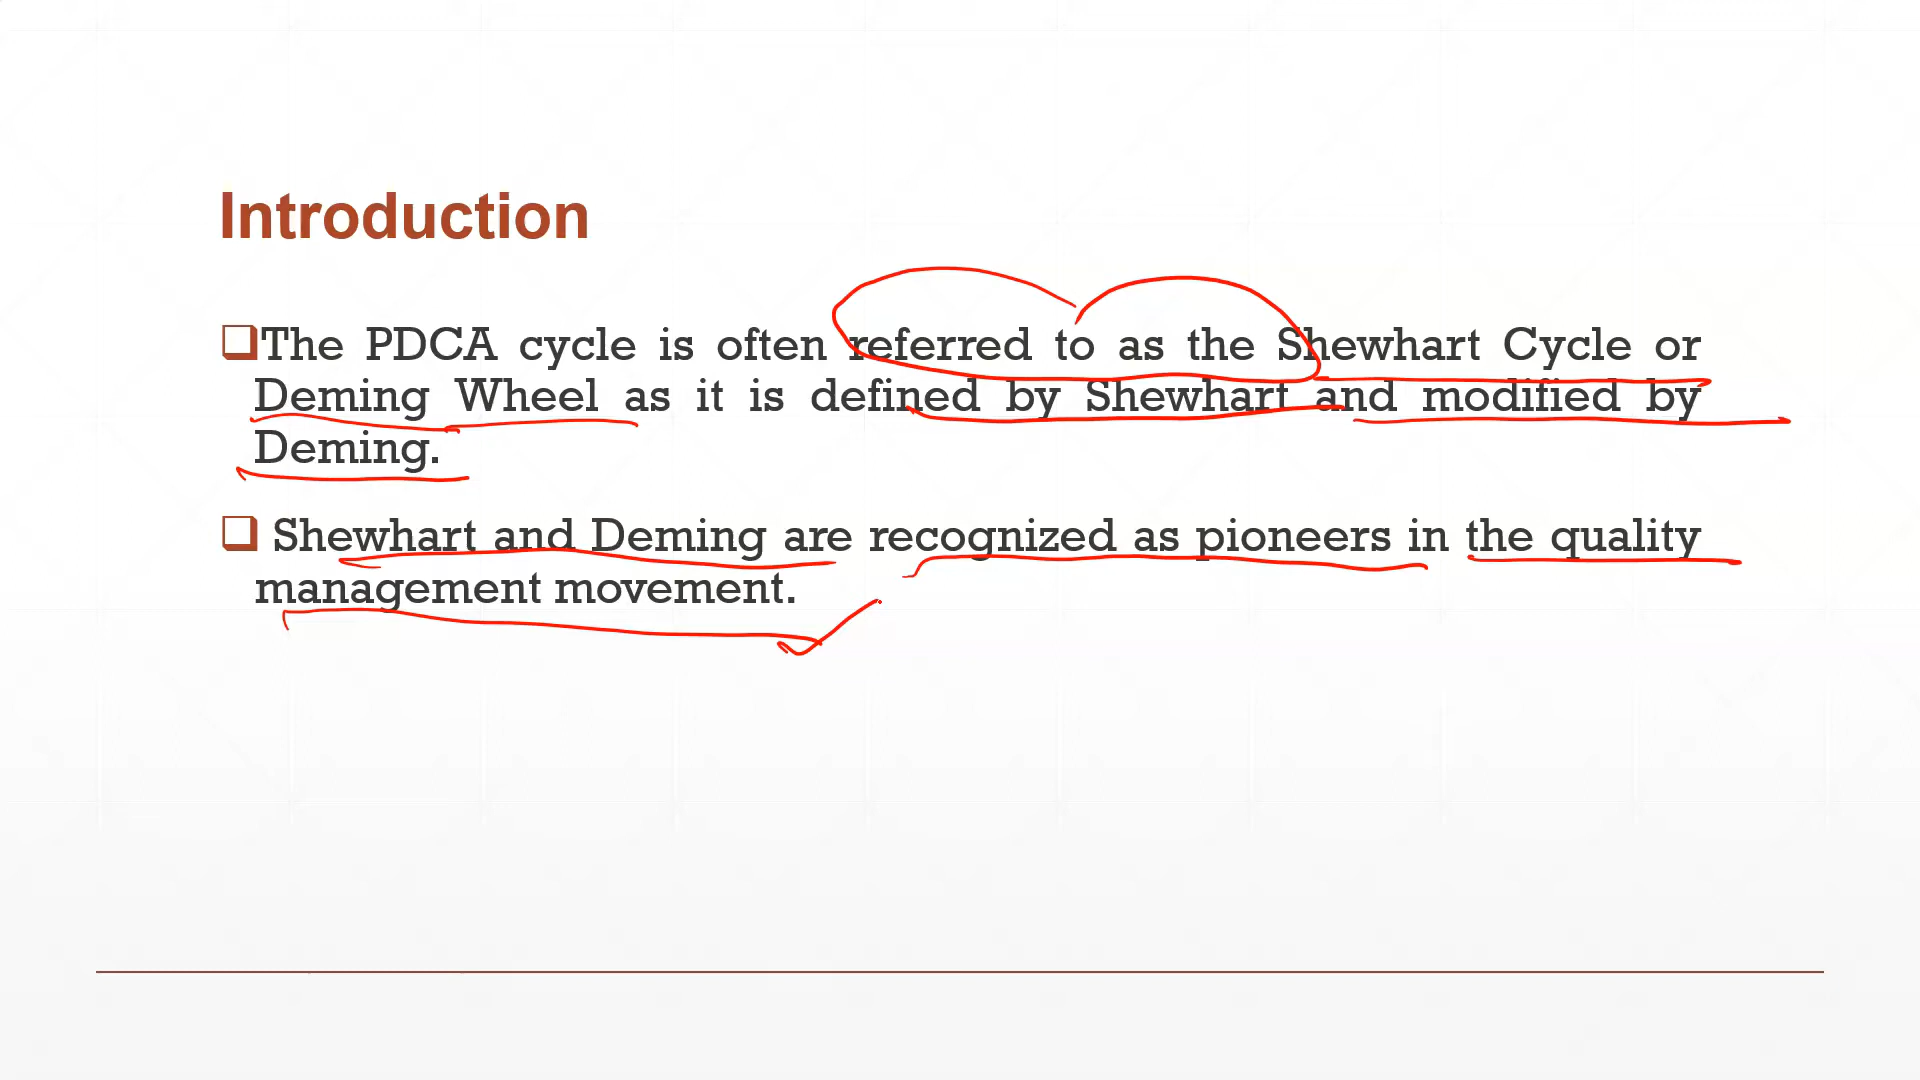 Introduction
❑The PDCA cycle is often referred to as the Shewhart Cycle or
Deming Wheel as it is defined by Shewhart and modified by
Deming.
❑ Shewhart and Deming are recognized as pioneers in the quality
management movement.